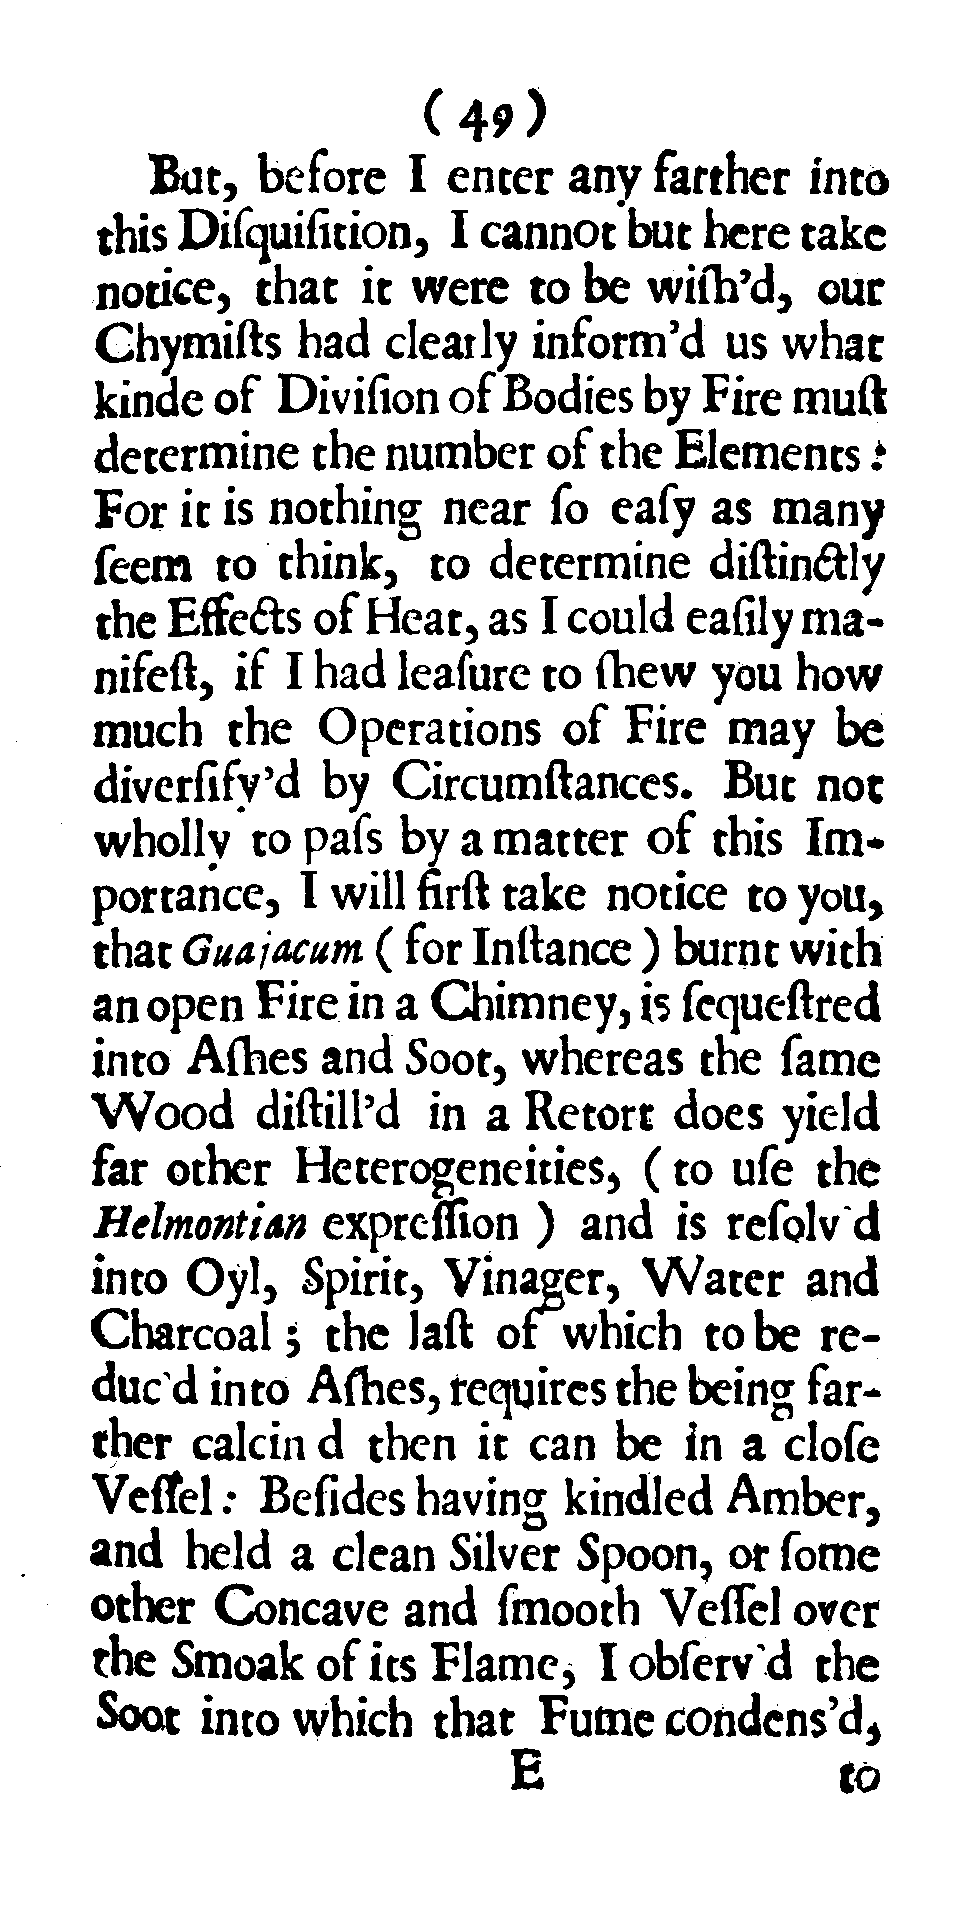 ( 49 )
But, before I enter any farther into
this Diſquiſition, I cannot but here take
notice, that it were to be wiſh'd, our
Chymiſts had clearly inform'd us what
kinde of Diviſion of Bodies by Fire muſt
determine the number of the Elements:
For it is nothing near ſo eaſy as many
ſeem to think, to determine diſtinctly
the Effects of Heat, as I could eaſily ma-
nifeſt, if I had leaſure to ſhew you how
much the Operations of Fire may be
diverſify'd by Circumſtances. But not
wholly to paſs by a matter of this Im-
portance, I will firſt take notice to you,
that Guajacum ( for Inſtance ) burnt with
an open Fire in a Chimney, is ſequeſtred
into Aſhes and Soot, whereas the ſame
Wood diſtill'd in a Retort does yield
far other Heterogeneities, ( to uſe the
Helmontian expreſſion ) and is reſolv'd
into Oyl, Spirit, Vinager, Water and
Charcoal; the laſt of which to be re-
duc'd into Aſhes, requires the being far-
ther calcin d then it can be in a cloſe
Veſſel: Beſides having kindled Amber,
and held a clean Silver Spoon, or ſome
other Concave and ſmooth Veſſel over
the Smoak of its Flame, I obſerv'd the
Soot into which that Fume condens'd,
E to